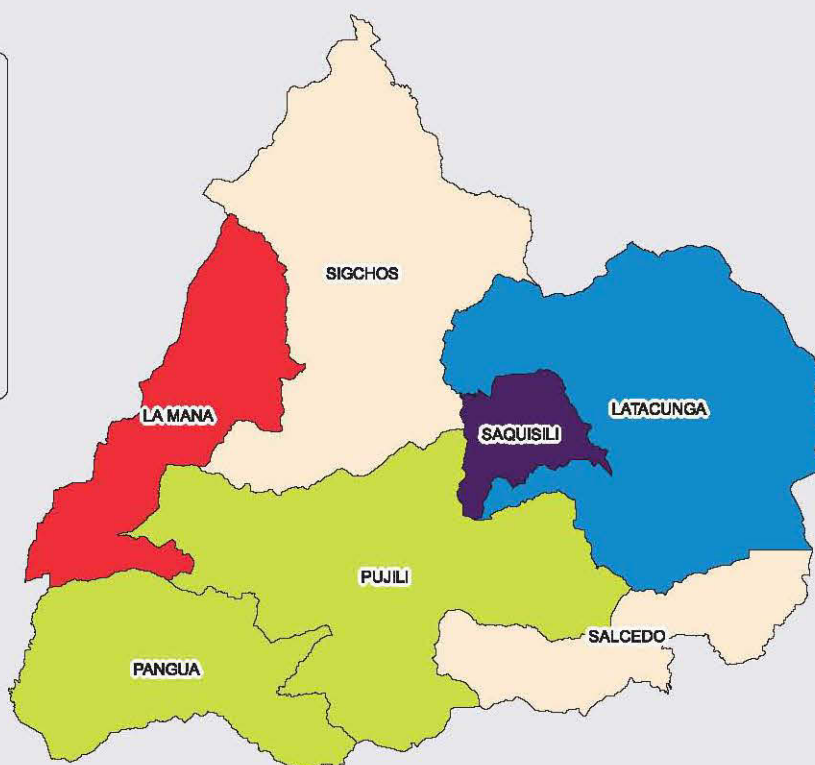 SIGCHOS
LA MANA
LATACUNGA
SAQUISILI
PUJILI
SALCEDO
PANGUA